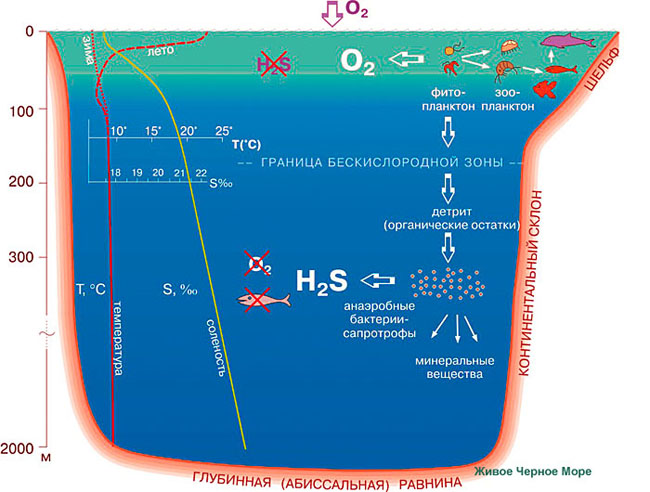 O₂
0
зима
лето
H₂S
O₂
ШЕЛЬФ
фито-
планктон
зоо-
планктон
100
10° 15° 20° 25°
T(°C)
-- ГРАНИЦА БЕСКИСЛОРОДНОЙ ЗОНЫ --
18 19 20 21 22
S‰
200
детрит
(органические остатки)
КОНТИНЕНТАЛЬНЫЙ СКЛОН
300
O₂
H₂S
T, °C
S, ‰
температура
соленость
анаэробные
бактерии-
сапротрофы
минеральные
вещества
2000
м
Живое Черное Море
ГЛУБИННАЯ (АБИССАЛЬНАЯ) РАВНИНА